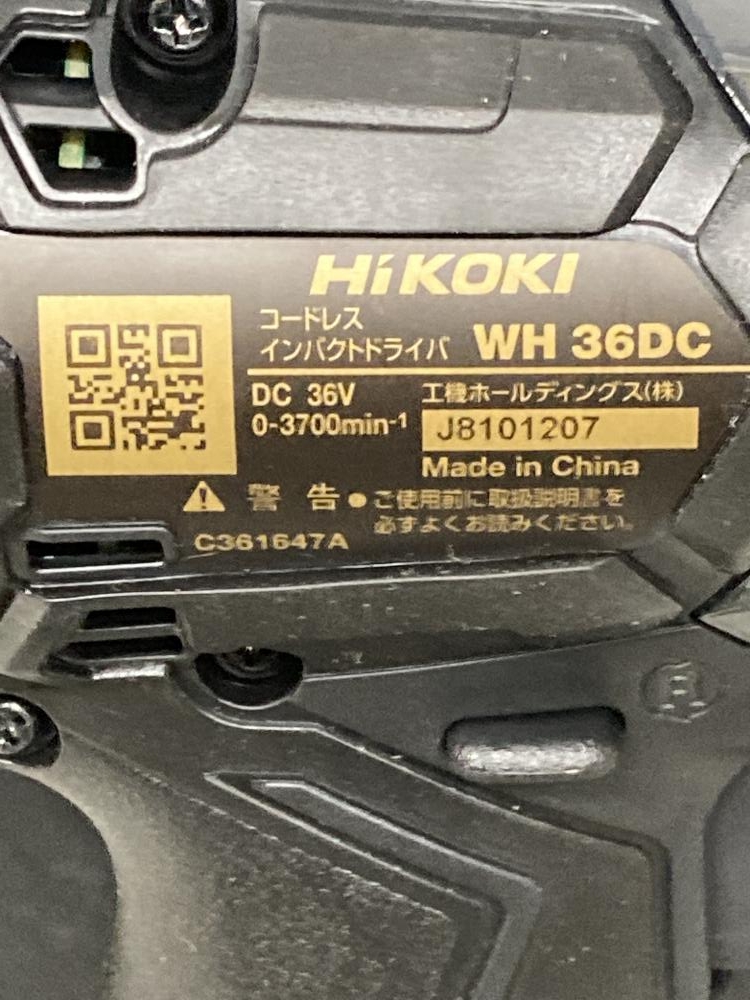 HiKOKI
コードレス
インパクトドライバ WH 36DC
DC 36V
0-3700min⁻¹
工機ホールディングス(株)
J8101207
Made in China
警告 ●ご使用前に取扱説明書を
必ずよくお読みください。
C361647A
R